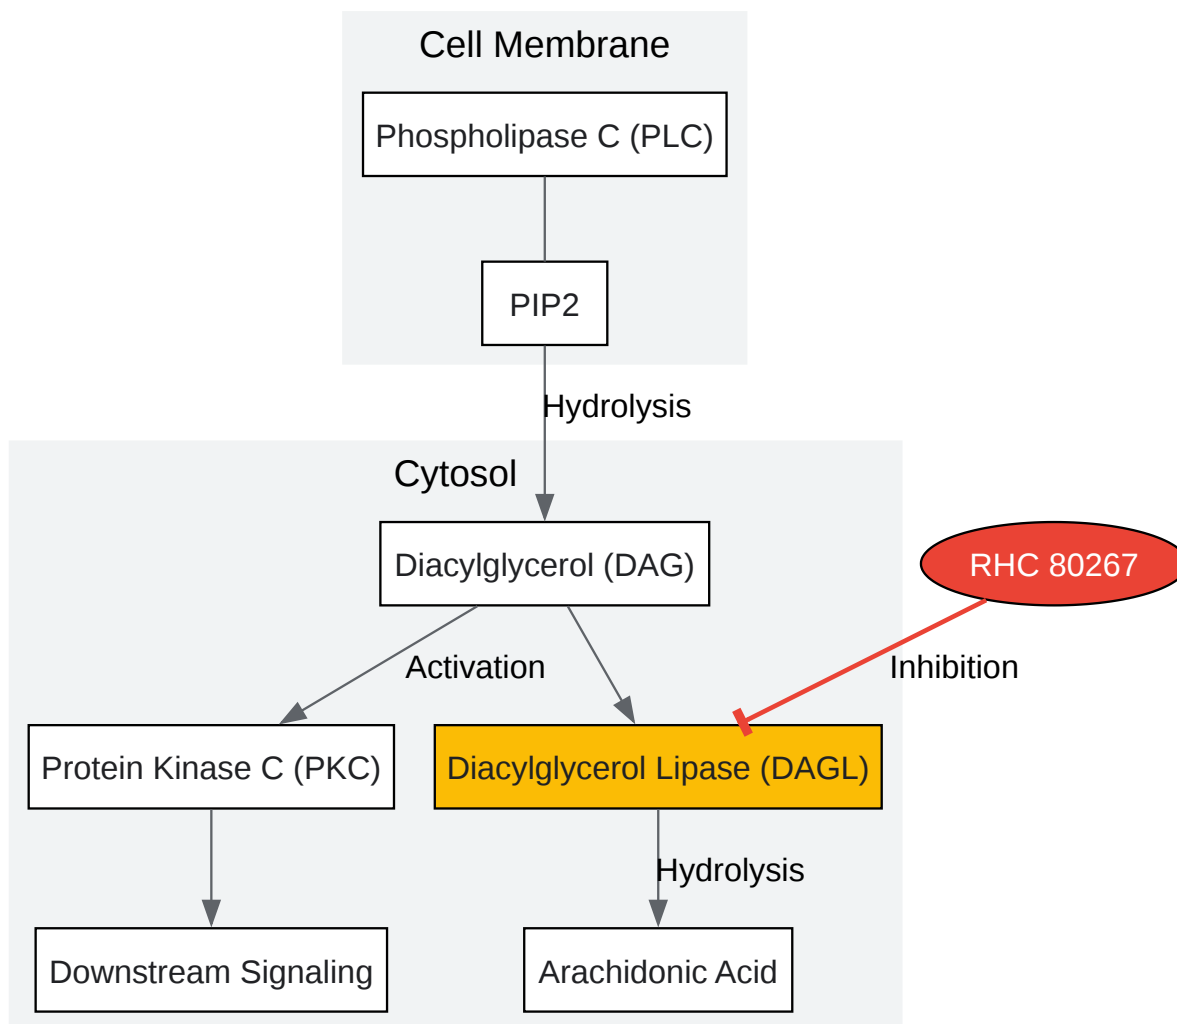 Cell Membrane
Phospholipase C (PLC)
PIP2
Hydrolysis
Cytosol
Diacylglycerol (DAG)
RHC 80267
Activation
Inhibition
Protein Kinase C (PKC)
Diacylglycerol Lipase (DAGL)
Hydrolysis
Downstream Signaling
Arachidonic Acid